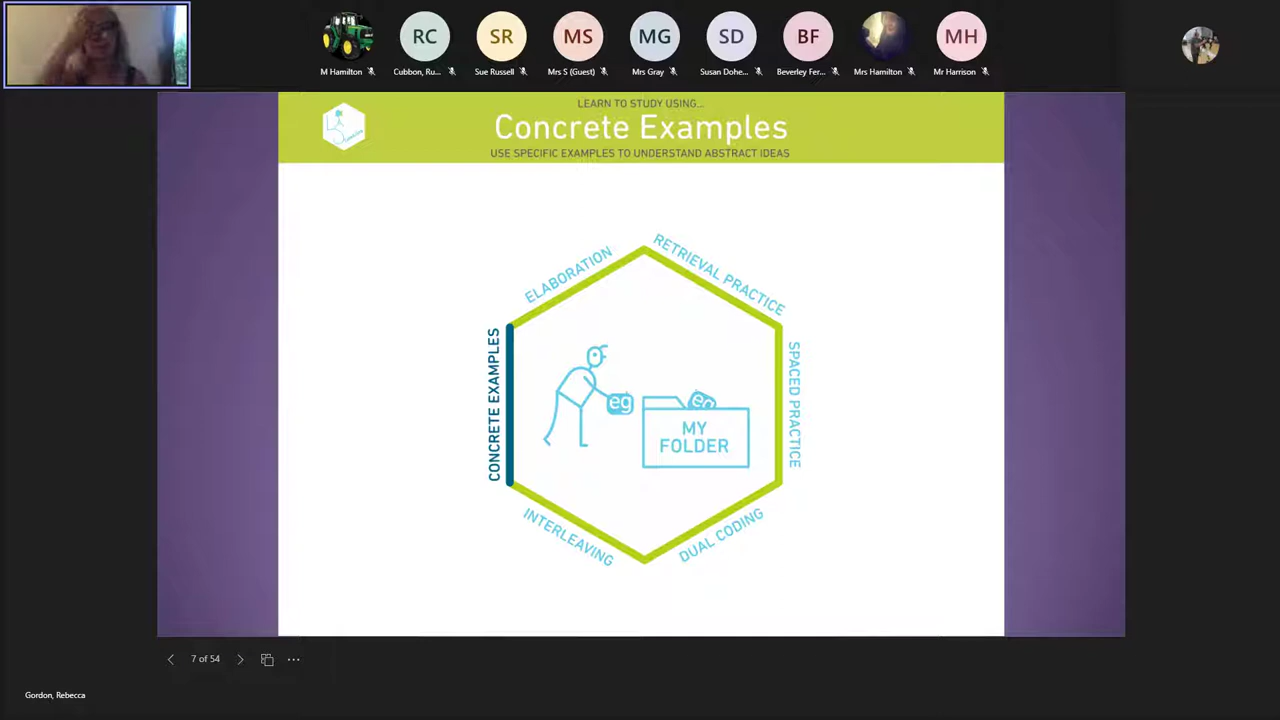 RC
SR
MS
MG
SD
BF
MH
M Hamilton
Cubbon, Ru...
Sue Russell
Mrs S (Guest)
Mrs Gray
Susan Dohe...
Beverley Fer...
Mrs Hamilton
Mr Harrison
LEARN TO STUDY USING...
Concrete Examples
USE SPECIFIC EXAMPLES TO UNDERSTAND ABSTRACT IDEAS
ELABORATION
RETRIEVAL PRACTICE
CONCRETE EXAMPLES
SPACED PRACTICE
eg
eg
MY
FOLDER
INTERLEAVING
DUAL CODING
7 of 54
Gordon, Rebecca